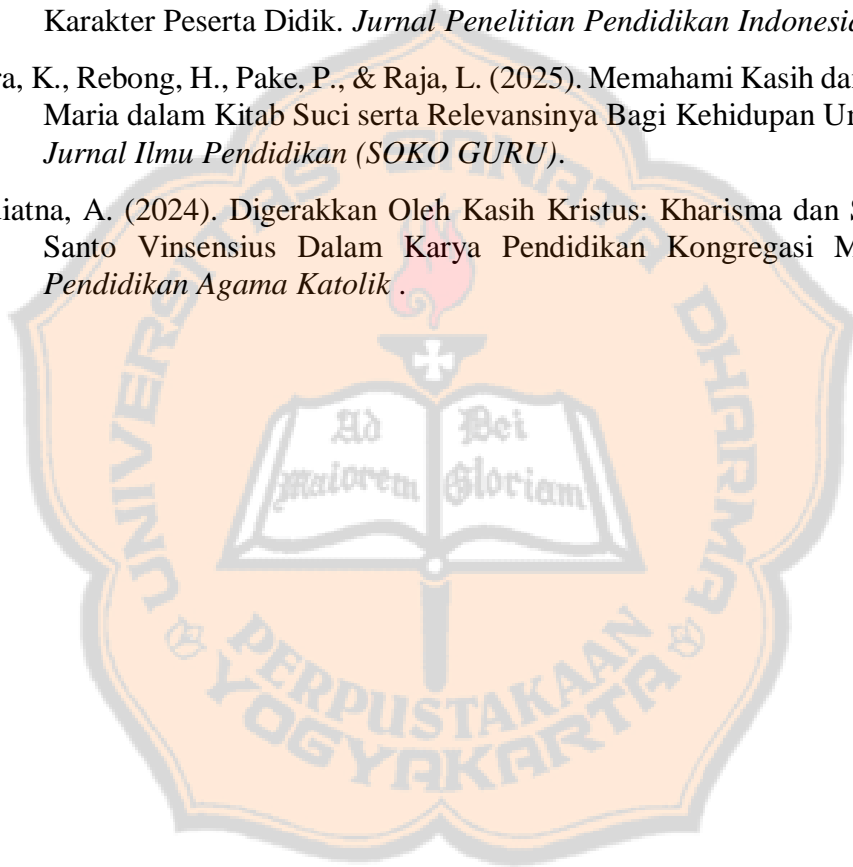 Karakter Peserta Didik. Jurnal Penelitian Pendidikan Indonesia
K., Rebong, H., Pake, P., & Raja, L. (2025). Memahami Kasih
Maria dalam Kitab Suci serta Relevansinya Bagi Kehidupan
Jurnal Ilmu Pendidikan (SOKO GURU).
A. (2024). Digerakkan Oleh Kasih Kristus: Kharisma dan
Santo Vinsensius Dalam Karya Pendidikan Kongregasi
Pendidikan Agama Katolik .
UNIVERSITAS SANATA DHARMA
Ad Dei
Maiorem Gloriam
PERPUSTAKAAN
YOGYAKARTA